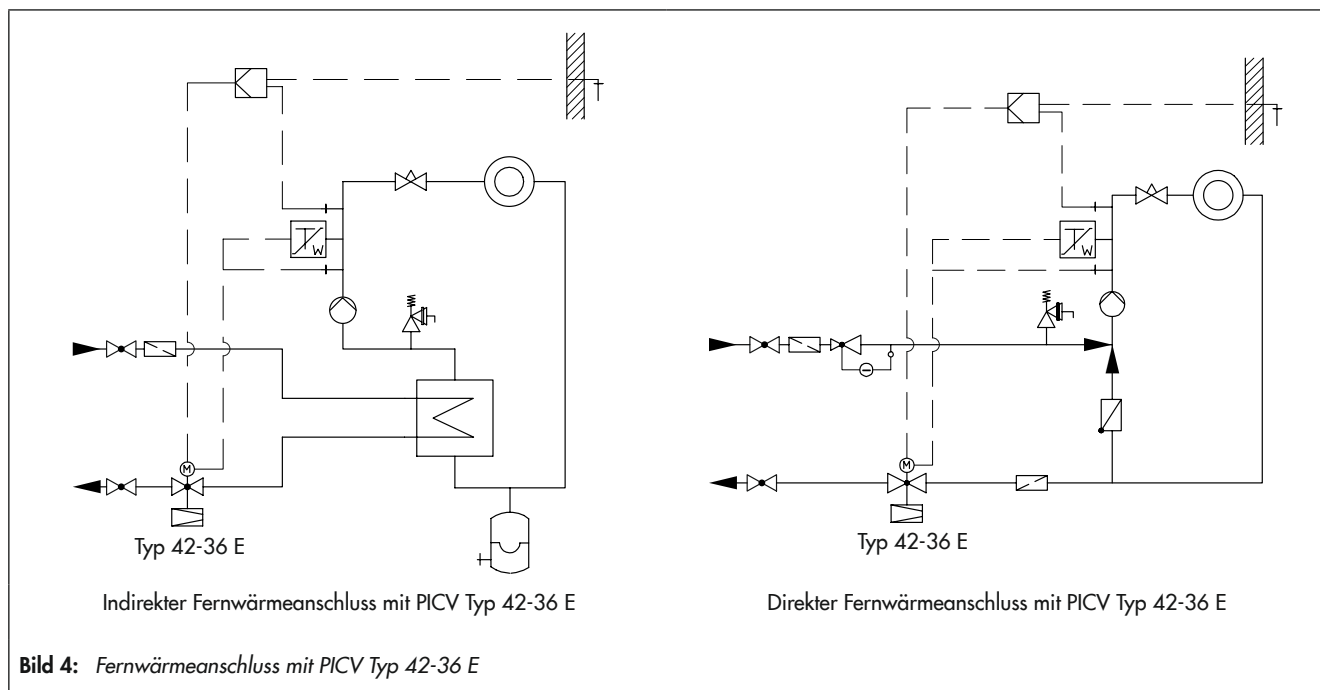 T
W
M
Typ 42-36 E
Indirekter Fernwärmeanschluss mit PICV Typ 42-36 E
T
W
M
Typ 42-36 E
Direkter Fernwärmeanschluss mit PICV Typ 42-36 E
Bild 4: Fernwärmeanschluss mit PICV Typ 42-36 E